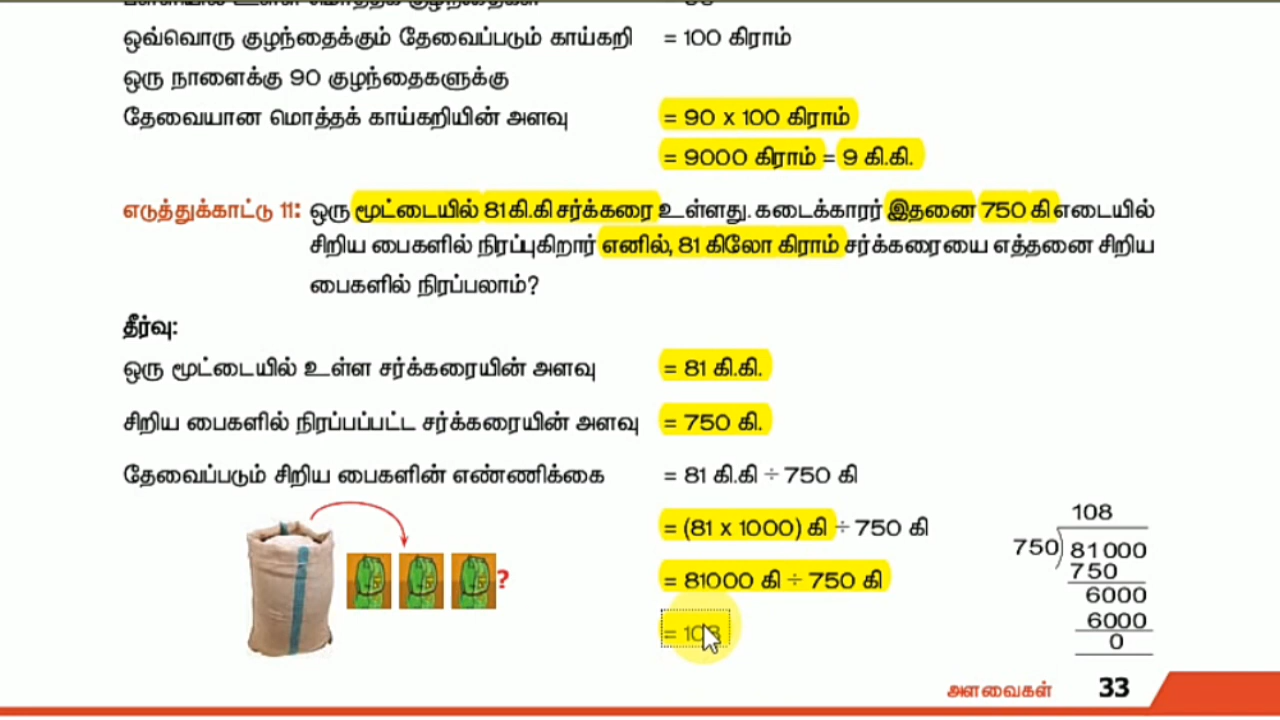 ஒவ்வொரு குழந்தைக்கும் தேவைப்படும் காய்கறி = 100 கிராம்
ஒரு நாளைக்கு 90 குழந்தைகளுக்கு
தேவையான மொத்தக் காய்கறியின் அளவு = 90 x 100 கிராம்
= 9000 கிராம் = 9 கி.கி.
எடுத்துக்காட்டு 11: ஒரு மூட்டையில் 81கி.கி சர்க்கரை உள்ளது. கடைக்காரர் இதனை 750 கி எடையில்
சிறிய பைகளில் நிரப்புகிறார் எனில், 81 கிலோ கிராம் சர்க்கரையை எத்தனை சிறிய
பைகளில் நிரப்பலாம்?
தீர்வு:
ஒரு மூட்டையில் உள்ள சர்க்கரையின் அளவு = 81 கி.கி.
சிறிய பைகளில் நிரப்பப்பட்ட சர்க்கரையின் அளவு = 750 கி.
தேவைப்படும் சிறிய பைகளின் எண்ணிக்கை = 81 கி.கி ÷ 750 கி
= (81 x 1000) கி ÷ 750 கி
= 81000 கி ÷ 750 கி
= 108
?
108
750) 81000
750
6000
6000
0
அளவைகள் 33